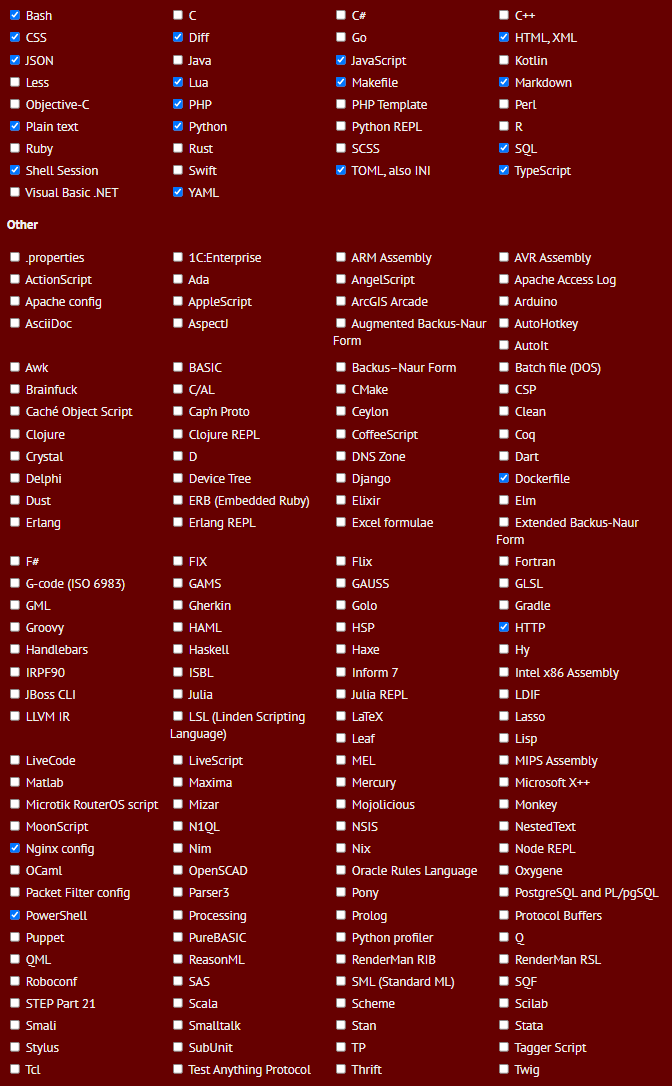 Bash C C# C++
CSS Diff Go HTML, XML
JSON Java JavaScript Kotlin
Less Lua Makefile Markdown
Objective-C PHP PHP Template Perl
Plain text Python Python REPL R
Ruby Rust SCSS SQL
Shell Session Swift TOML, also INI TypeScript
Visual Basic .NET YAML
Other
.properties 1C:Enterprise ARM Assembly AVR Assembly
ActionScript Ada AngelScript Apache Access Log
Apache config AppleScript ArcGIS Arcade Arduino
AsciiDoc AspectJ Augmented Backus-Naur AutoHotkey
Form AutoIt
Awk BASIC Backus–Naur Form Batch file (DOS)
Brainfuck C/AL CMake CSP
Caché Object Script Cap’n Proto Ceylon Clean
Clojure Clojure REPL CoffeeScript Coq
Crystal D DNS Zone Dart
Delphi Device Tree Django Dockerfile
Dust ERB (Embedded Ruby) Elixir Elm
Erlang Erlang REPL Excel formulae Extended Backus-Naur
Form
F# FIX Flix Fortran
G-code (ISO 6983) GAMS GAUSS GLSL
GML Gherkin Golo Gradle
Groovy HAML HSP HTTP
Handlebars Haskell Haxe Hy
IRPF90 ISBL Inform 7 Intel x86 Assembly
JBoss CLI Julia Julia REPL LDIF
LLVM IR LSL (Linden Scripting LaTeX Lasso
Language) Leaf Lisp
LiveCode LiveScript MEL MIPS Assembly
Matlab Maxima Mercury Microsoft X++
Microtik RouterOS script Mizar Mojolicious Monkey
MoonScript N1QL NSIS NestedText
Nginx config Nim Nix Node REPL
OCaml OpenSCAD Oracle Rules Language Oxygene
Packet Filter config Parser3 Pony PostgreSQL and PL/pgSQL
PowerShell Processing Prolog Protocol Buffers
Puppet PureBASIC Python profiler Q
QML ReasonML RenderMan RIB RenderMan RSL
Roboconf SAS SML (Standard ML) SQF
STEP Part 21 Scala Scheme Scilab
Smali Smalltalk Stan Stata
Stylus SubUnit TP Tagger Script
Tcl Test Anything Protocol Thrift Twig